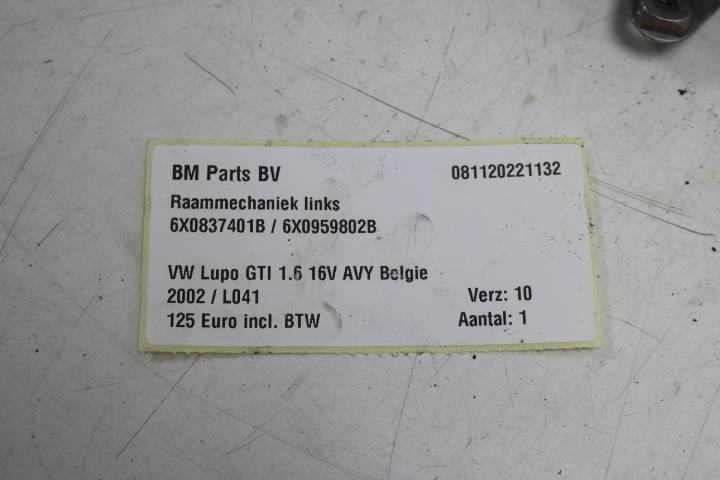 BM Parts BV 081120221132
Raammechaniek links
6X0837401B / 6X0959802B
VW Lupo GTI 1.6 16V AVY Belgie
2002 / L041 Verz: 10
125 Euro incl. BTW Aantal: 1